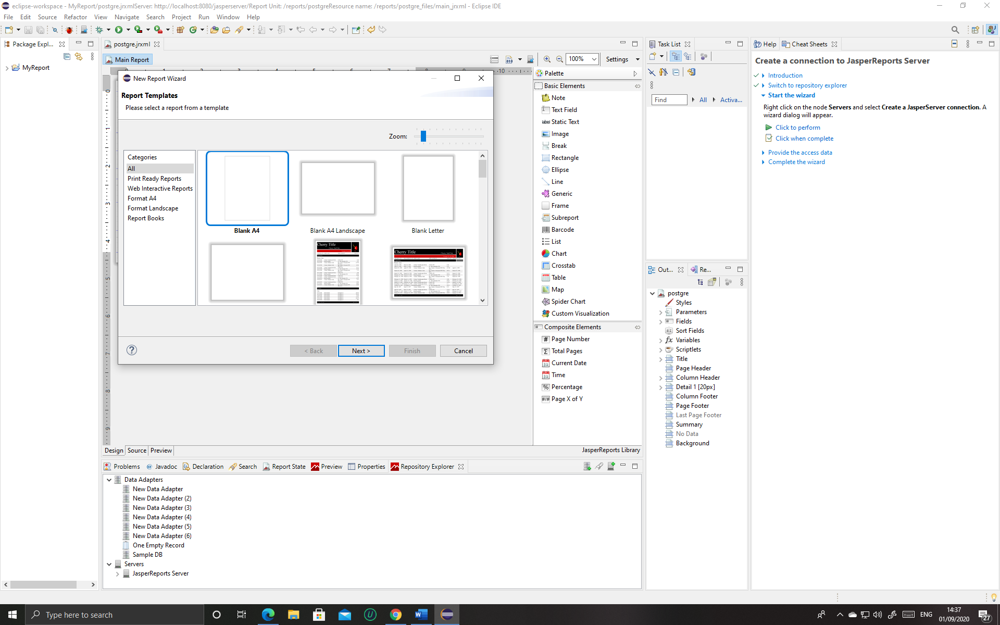 eclipse-workspace - MyReport/postgre.jrxmlServer: http://localhost:8080/jasperserver/Report Unit: /reports/postgreResource name: /reports/postgre_files/main_jrxml - Eclipse IDE
File Edit Source Refactor View Navigate Search Project Run Window Help
Package Expl...
MyReport
postgre.jrxml
Main Report
100%
Settings
New Report Wizard
Report Templates
Please select a report from a template
Zoom:
Categories
All
Print Ready Reports
Web Interactive Reports
Format A4
Format Landscape
Report Books
Blank A4
Blank A4 Landscape
Blank Letter
Cherry Title
Cherry Title
< Back
Next >
Finish
Cancel
Design Source Preview
JasperReports Library
Palette
Basic Elements
Note
Text Field
label Static Text
Image
Break
Rectangle
Ellipse
Line
Generic
Frame
Subreport
Barcode
List
Chart
Crosstab
Table
Map
Spider Chart
Custom Visualization
Composite Elements
# Page Number
Σ Total Pages
Current Date
Time
% Percentage
#/# Page X of Y
Task List
Find
All
Activa...
Out...
Re...
postgre
Styles
Parameters
Fields
Sort Fields
fx Variables
Scriptlets
Title
Page Header
Column Header
Detail 1 [20px]
Column Footer
Page Footer
Last Page Footer
Summary
No Data
Background
Help
Cheat Sheets
Create a connection to JasperReports Server
Introduction
Switch to repository explorer
Start the wizard
Right click on the node Servers and select Create a JasperServer connection. A
wizard dialog will appear.
Click to perform
Click when complete
Provide the access data
Complete the wizard
Problems @ Javadoc Declaration Search Report State Preview Properties Repository Explorer
Data Adapters
New Data Adapter
New Data Adapter (2)
New Data Adapter (3)
New Data Adapter (4)
New Data Adapter (5)
New Data Adapter (6)
One Empty Record
Sample DB
Servers
JasperReports Server
Type here to search
ENG
14:37
01/09/2020
27